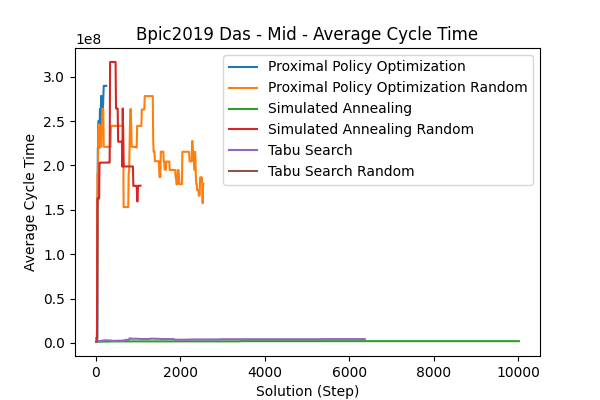 Bpic2019 Das - Mid - Average Cycle Time
1e8
Proximal Policy Optimization
Proximal Policy Optimization Random
Simulated Annealing
Simulated Annealing Random
Tabu Search
Tabu Search Random
Average Cycle Time
3.0
2.5
2.0
1.5
1.0
0.5
0.0
0
2000
4000
6000
8000
10000
Solution (Step)